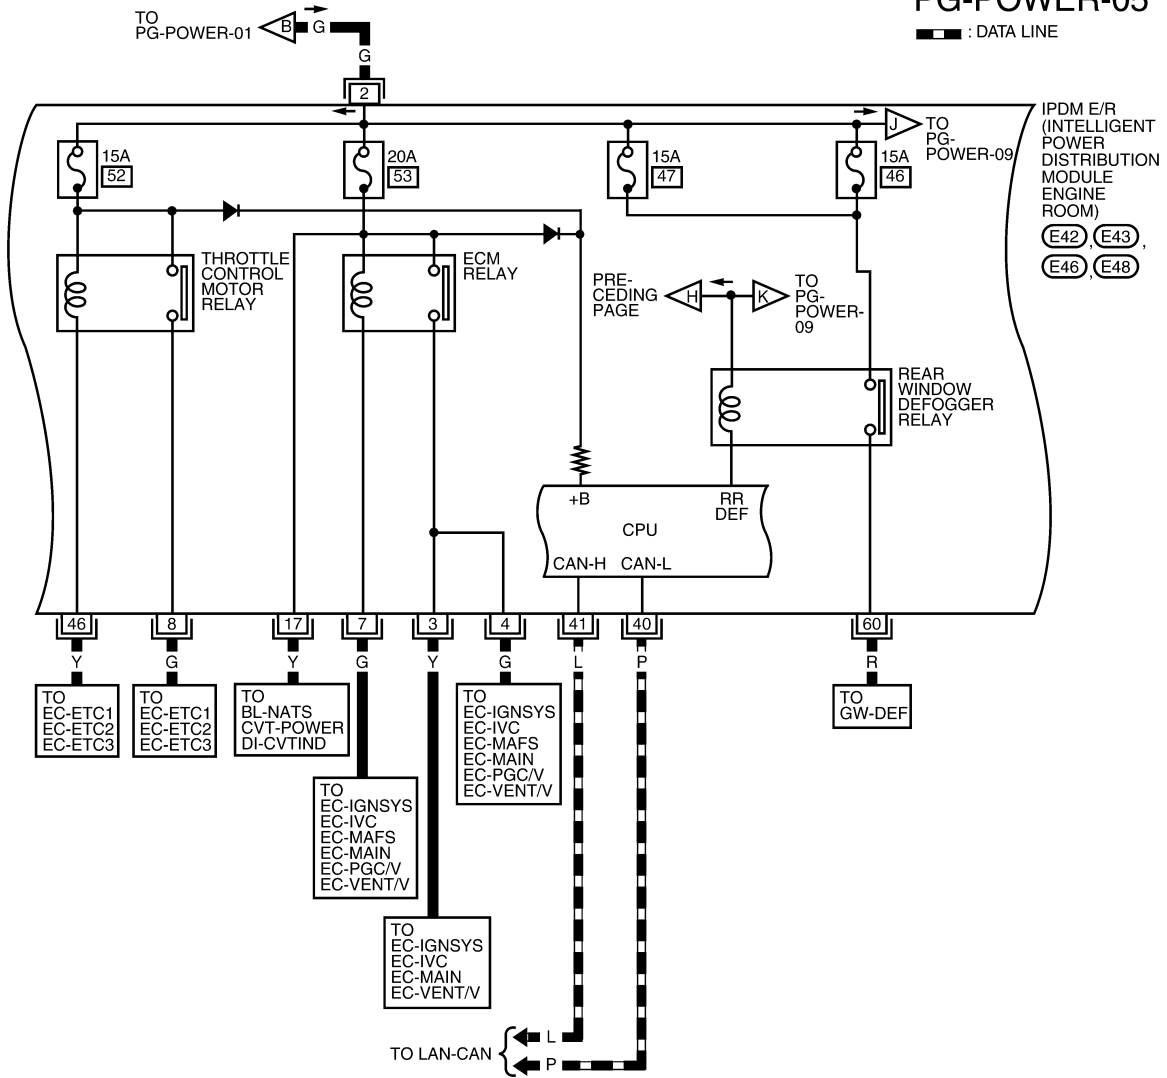 PG-POWER-05
: DATA LINE
TO
PG-POWER-01
B
G
G
2
IPDM E/R
(INTELLIGENT
POWER
DISTRIBUTION
MODULE
ENGINE
ROOM)
E42 , E43 ,
E46 , E48
J
TO
PG-
POWER-09
15A
52
20A
53
15A
47
15A
46
THROTTLE
CONTROL
MOTOR
RELAY
ECM
RELAY
PRE-
CEDING
PAGE
H
K
TO
PG-
POWER-
09
REAR
WINDOW
DEFOGGER
RELAY
+B
RR
DEF
CPU
CAN-H
CAN-L
46
8
17
7
3
4
41
40
60
Y
G
Y
G
Y
G
L
P
R
TO
EC-ETC1
EC-ETC2
EC-ETC3
TO
EC-ETC1
EC-ETC2
EC-ETC3
TO
BL-NATS
CVT-POWER
DI-CVTIND
TO
EC-IGNSYS
EC-IVC
EC-MAFS
EC-MAIN
EC-PGC/V
EC-VENT/V
TO
GW-DEF
TO
EC-IGNSYS
EC-IVC
EC-MAFS
EC-MAIN
EC-PGC/V
EC-VENT/V
TO
EC-IGNSYS
EC-IVC
EC-MAIN
EC-VENT/V
TO LAN-CAN
L
P